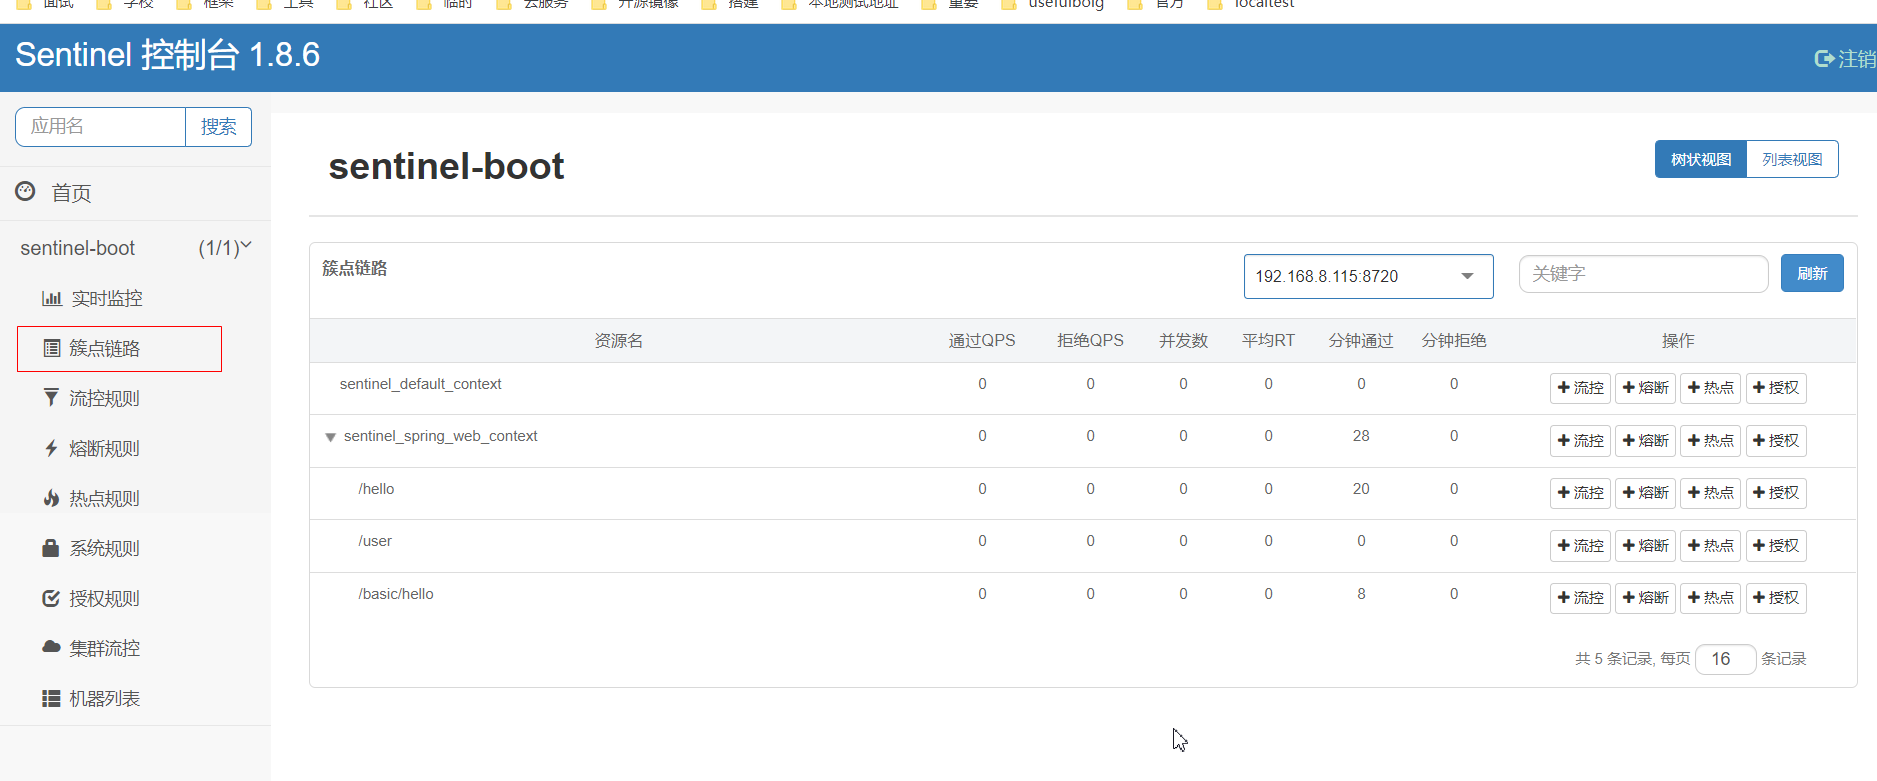 面试 学校 框架 工具 社区 临时 云服务 开源镜像 搭建 本地测试地址 重要 usefulbolg 官方 localtest
Sentinel 控制台 1.8.6
注销
应用名 搜索
首页
sentinel-boot (1/1)
实时监控
簇点链路
流控规则
熔断规则
热点规则
系统规则
授权规则
集群流控
机器列表
sentinel-boot
树状视图 列表视图
簇点链路 192.168.8.115:8720 关键字 刷新
资源名 通过QPS 拒绝QPS 并发数 平均RT 分钟通过 分钟拒绝 操作
sentinel_default_context 0 0 0 0 0 0 流控 熔断 热点 授权
sentinel_spring_web_context 0 0 0 0 28 0 流控 熔断 热点 授权
/hello 0 0 0 0 20 0 流控 熔断 热点 授权
/user 0 0 0 0 0 0 流控 熔断 热点 授权
/basic/hello 0 0 0 0 8 0 流控 熔断 热点 授权
共 5 条记录, 每页 16 条记录